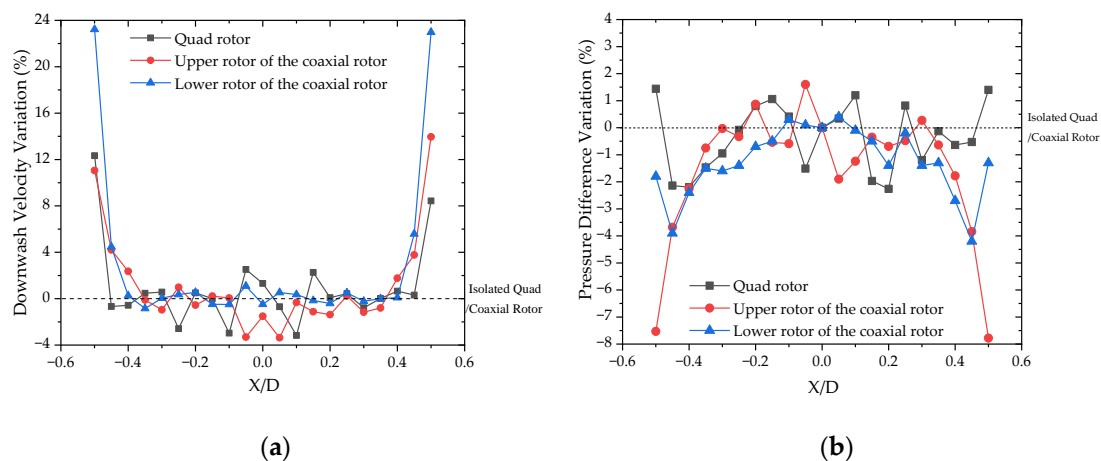 24
20
16
12
8
4
0
−4
Downwash Velocity Variation (%)
Quad rotor
Upper rotor of the coaxial rotor
Lower rotor of the coaxial rotor
Isolated Quad
/Coaxial Rotor
−0.6 −0.4 −0.2 0.0 0.2 0.4 0.6
X/D
(a)
4
3
2
1
0
−1
−2
−3
−4
−5
−6
−7
−8
Pressure Difference Variation (%)
Isolated Quad
/Coaxial Rotor
Quad rotor
Upper rotor of the coaxial rotor
Lower rotor of the coaxial rotor
−0.6 −0.4 −0.2 0.0 0.2 0.4 0.6
X/D
(b)